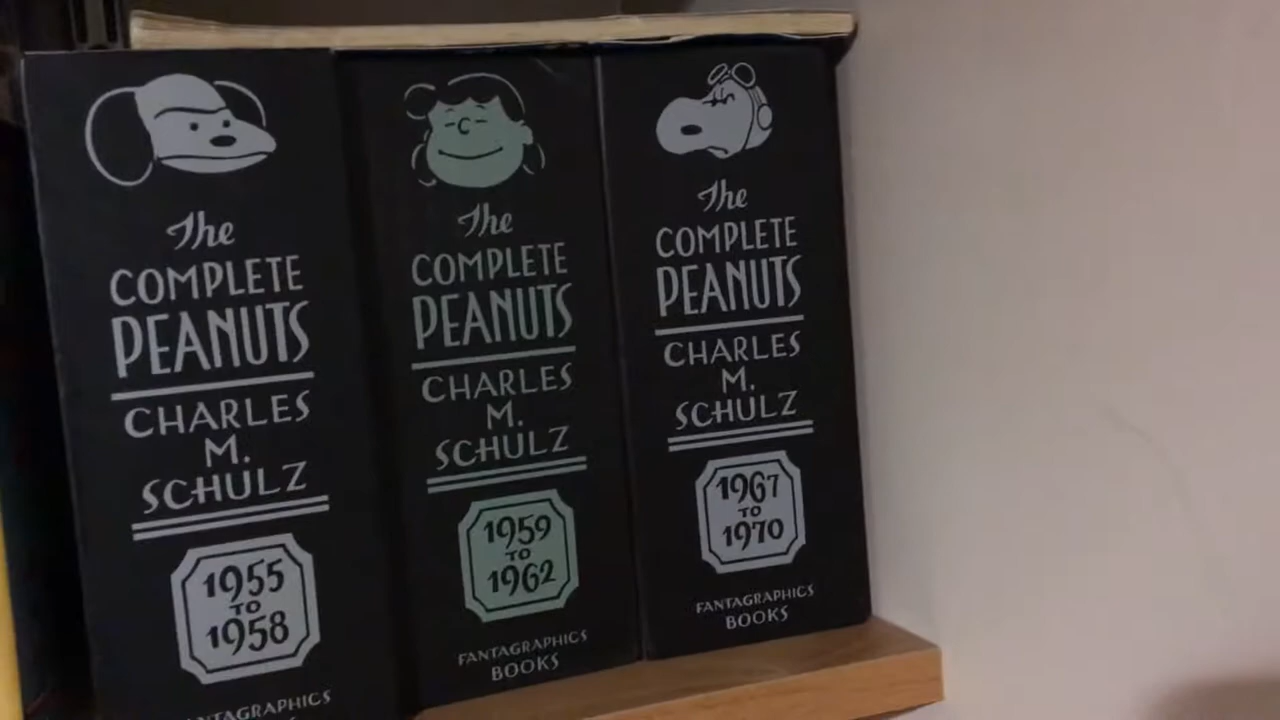 The
COMPLETE
PEANUTS
CHARLES
M.
SCHULZ
1955
TO
1958
FANTAGRAPHICS
The
COMPLETE
PEANUTS
CHARLES
M.
SCHULZ
1959
TO
1962
FANTAGRAPHICS
BOOKS
The
COMPLETE
PEANUTS
CHARLES
M.
SCHULZ
1967
TO
1970
FANTAGRAPHICS
BOOKS